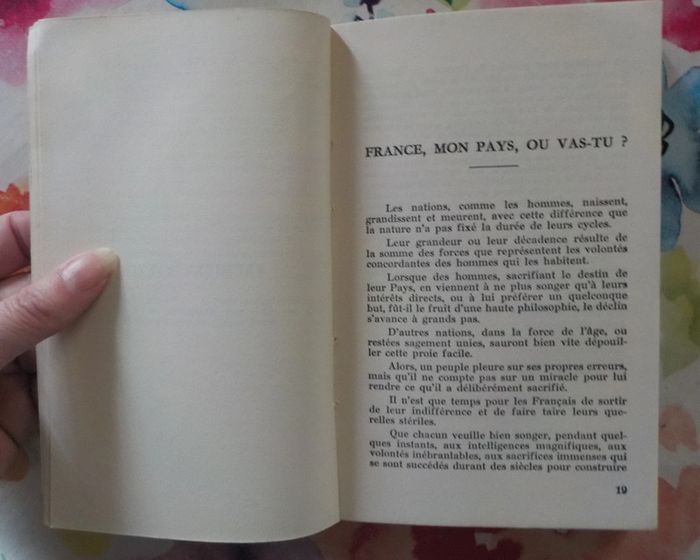 FRANCE, MON PAYS, OU VAS-TU ?
Les nations, comme les hommes, naissent,
grandissent et meurent, avec cette différence que
la nature n'a pas fixé la durée de leurs cycles.
Leur grandeur ou leur décadence résulte de
la somme des forces que représentent les volontés
concordantes des hommes qui les habitent.
Lorsque des hommes, sacrifiant le destin de
leur Pays, en viennent à ne plus songer qu'à leurs
intérêts directs, ou à lui préférer un quelconque
but, fût-il le fruit d'une haute philosophie, le déclin
s'avance à grands pas.
D'autres nations, dans la force de l'âge, ou
restées sagement unies, sauront bien vite dépouil-
ler cette proie facile.
Alors, un peuple pleure sur ses propres erreurs,
mais qu'il ne compte pas sur un miracle pour lui
rendre ce qu'il a délibérément sacrifié.
Il n'est que temps pour les Français de sortir
de leur indifférence et de faire taire leurs que-
relles stériles.
Que chacun veuille bien songer, pendant quel-
ques instants, aux intelligences magnifiques, aux
volontés inébranlables, aux sacrifices immenses qui
se sont succédés durant des siècles pour construire
19